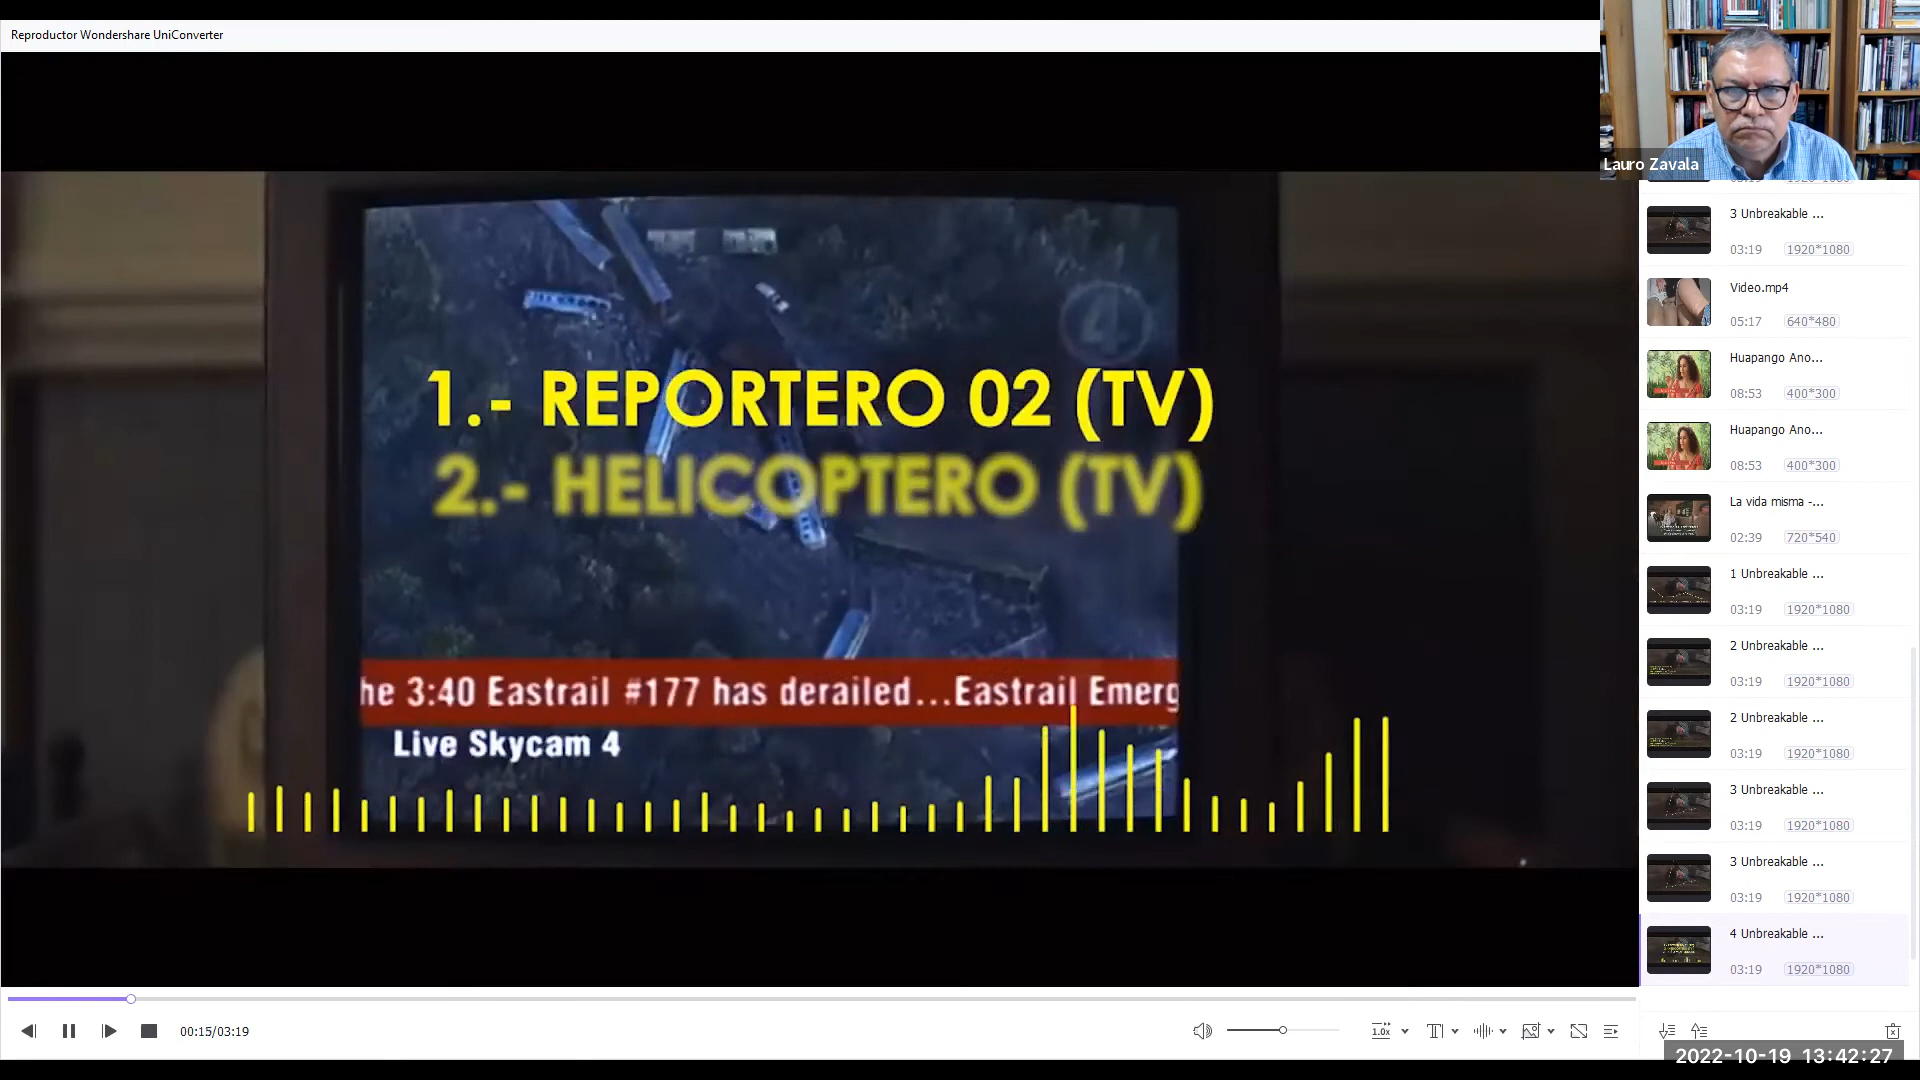 Reproductor Wondershare UniConverter
Lauro Zavala
4
1.- REPORTERO 02 (TV)
2.- HELICOPTERO (TV)
he 3:40 Eastrail #177 has derailed...Eastrail Emerg
Live Skycam 4
3 Unbreakable ...
03:19 1920*1080
Video.mp4
05:17 640*480
Huapango Ano...
08:53 400*300
Huapango Ano...
08:53 400*300
La vida misma -...
02:39 720*540
1 Unbreakable ...
03:19 1920*1080
2 Unbreakable ...
03:19 1920*1080
2 Unbreakable ...
03:19 1920*1080
3 Unbreakable ...
03:19 1920*1080
3 Unbreakable ...
03:19 1920*1080
4 Unbreakable ...
03:19 1920*1080
00:15/03:19
1.0x
2022-10-19 13:42:27